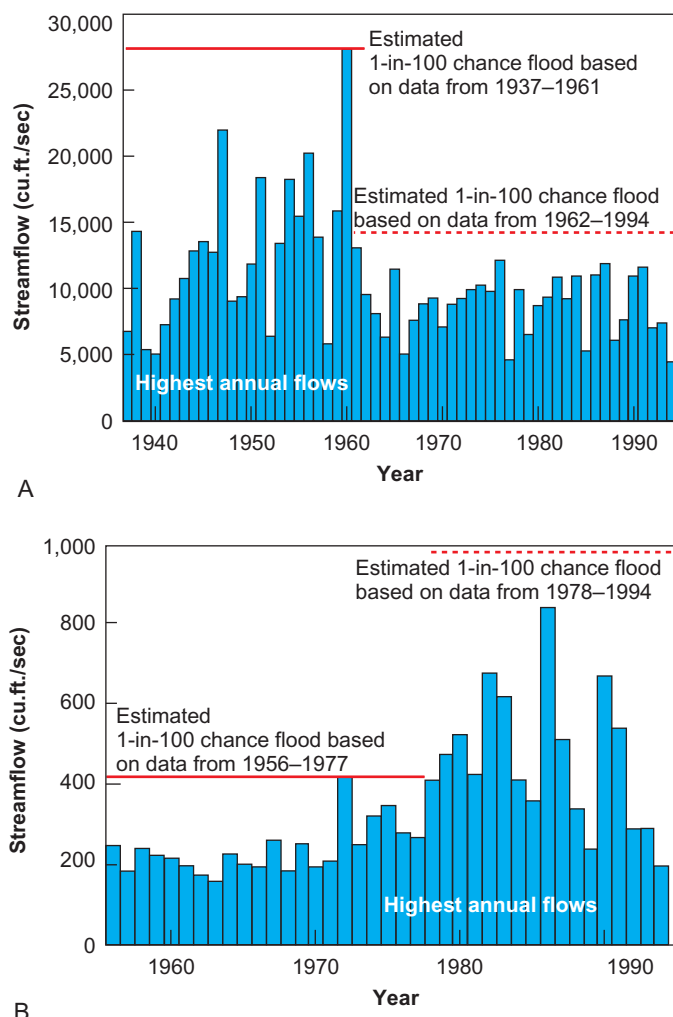 30,000
25,000
20,000
15,000
10,000
5,000
0
Streamflow (cu.ft./sec)
Estimated
1-in-100 chance flood based
on data from 1937–1961
Estimated 1-in-100 chance flood
based on data from 1962–1994
Highest annual flows
1940 1950 1960 1970 1980 1990
Year
A
1,000
800
600
400
200
0
Streamflow (cu.ft./sec)
Estimated 1-in-100 chance flood
based on data from 1978–1994
Estimated
1-in-100 chance flood based
on data from 1956–1977
Highest annual flows
1960 1970 1980 1990
Year
B